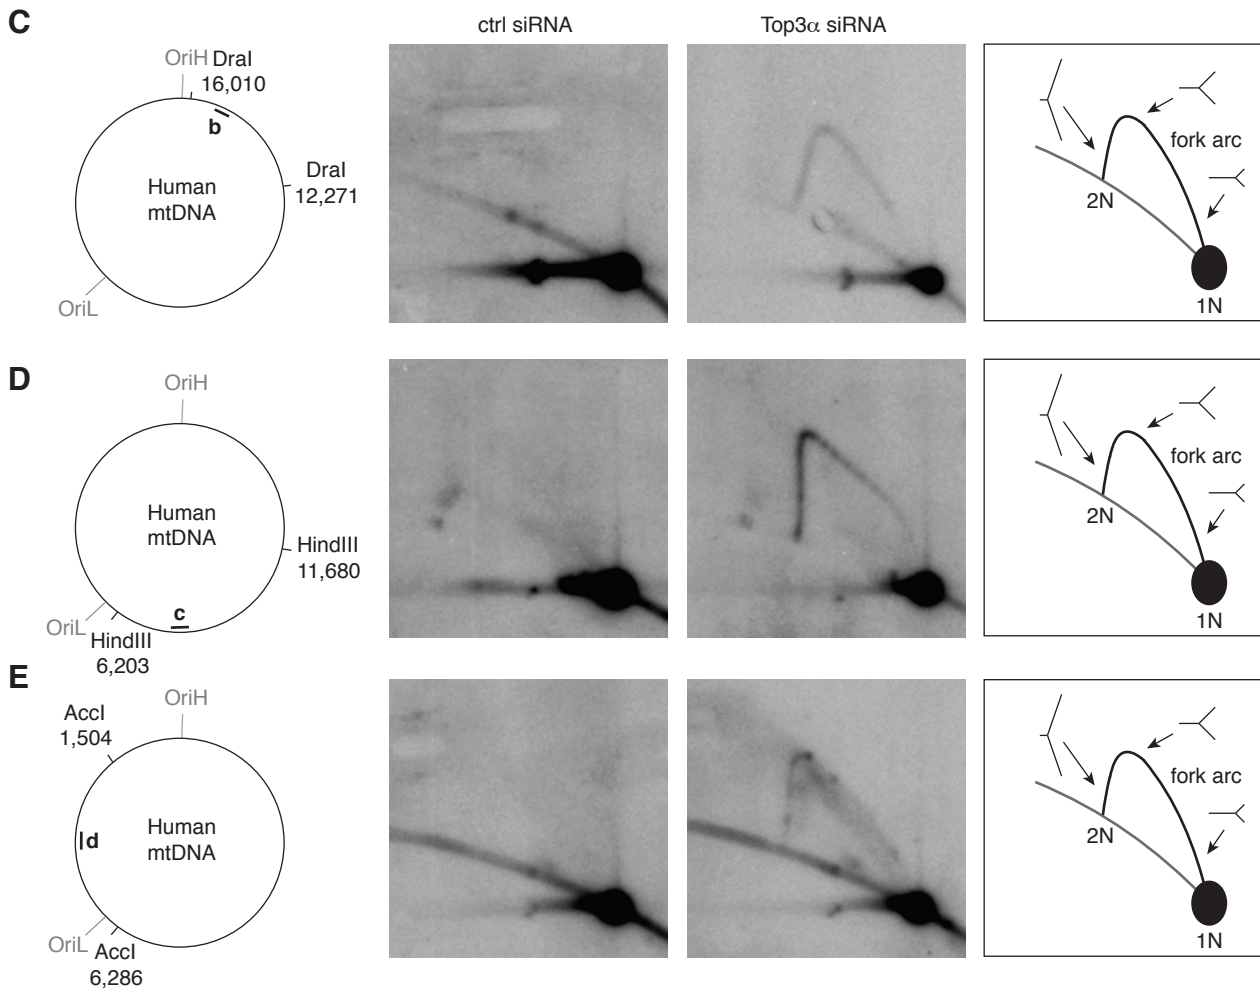 C
ctrl siRNA
Top3α siRNA
OriH DraI
16,010
b
DraI
12,271
Human
mtDNA
OriL
fork arc
2N
1N
D
OriH
Human
mtDNA
HindIII
11,680
OriL
c
HindIII
6,203
fork arc
2N
1N
E
OriH
AccI
1,504
Human
mtDNA
d
OriL
AccI
6,286
fork arc
2N
1N